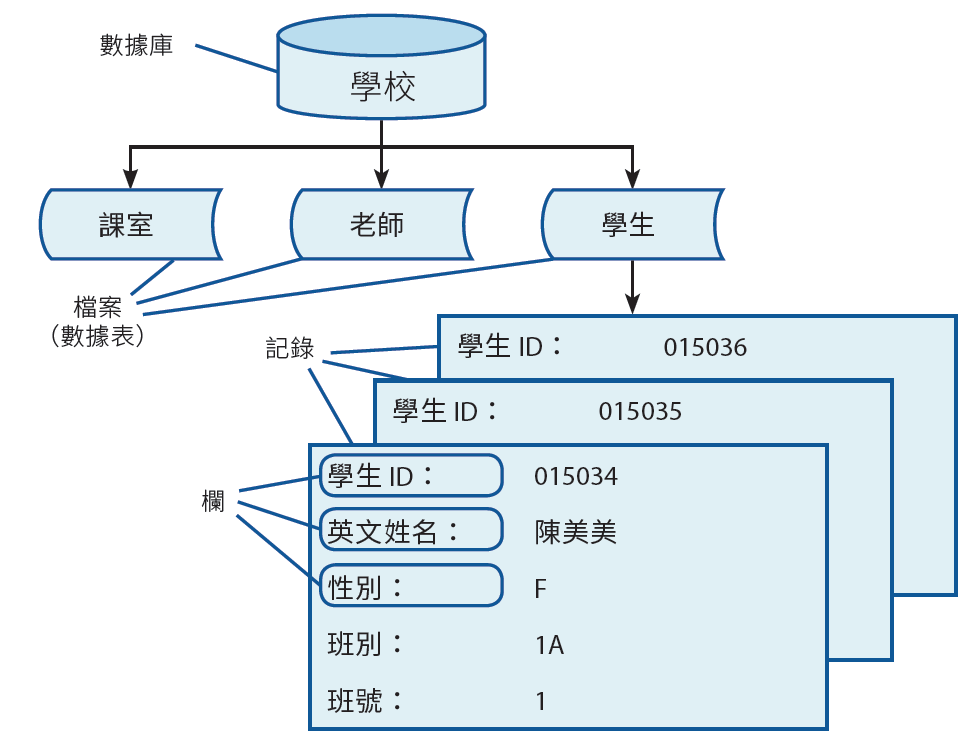 數據庫
學校
課室
老師
學生
檔案
（數據表）
記錄
學生 ID： 015036
學生 ID： 015035
欄
學生 ID： 015034
英文姓名： 陳美美
性別： F
班別： 1A
班號： 1